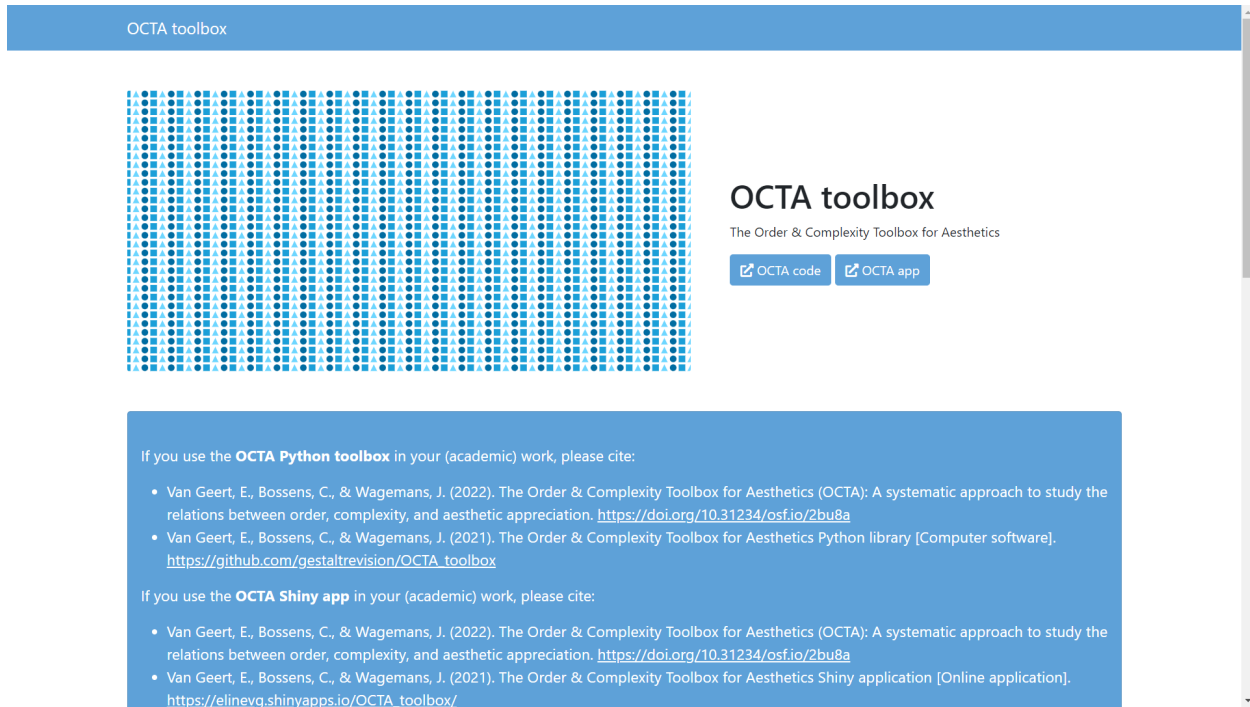 OCTA toolbox
OCTA toolbox
The Order & Complexity Toolbox for Aesthetics
OCTA code OCTA app
If you use the OCTA Python toolbox in your (academic) work, please cite:
• Van Geert, E., Bossens, C., & Wagemans, J. (2022). The Order & Complexity Toolbox for Aesthetics (OCTA): A systematic approach to study the
relations between order, complexity, and aesthetic appreciation. https://doi.org/10.31234/osf.io/2bu8a
• Van Geert, E., Bossens, C., & Wagemans, J. (2021). The Order & Complexity Toolbox for Aesthetics Python library [Computer software].
https://github.com/gestaltrevision/OCTA_toolbox
If you use the OCTA Shiny app in your (academic) work, please cite:
• Van Geert, E., Bossens, C., & Wagemans, J. (2022). The Order & Complexity Toolbox for Aesthetics (OCTA): A systematic approach to study the
relations between order, complexity, and aesthetic appreciation. https://doi.org/10.31234/osf.io/2bu8a
• Van Geert, E., Bossens, C., & Wagemans, J. (2021). The Order & Complexity Toolbox for Aesthetics Shiny application [Online application].
https://elinevg.shinyapps.io/OCTA_toolbox/